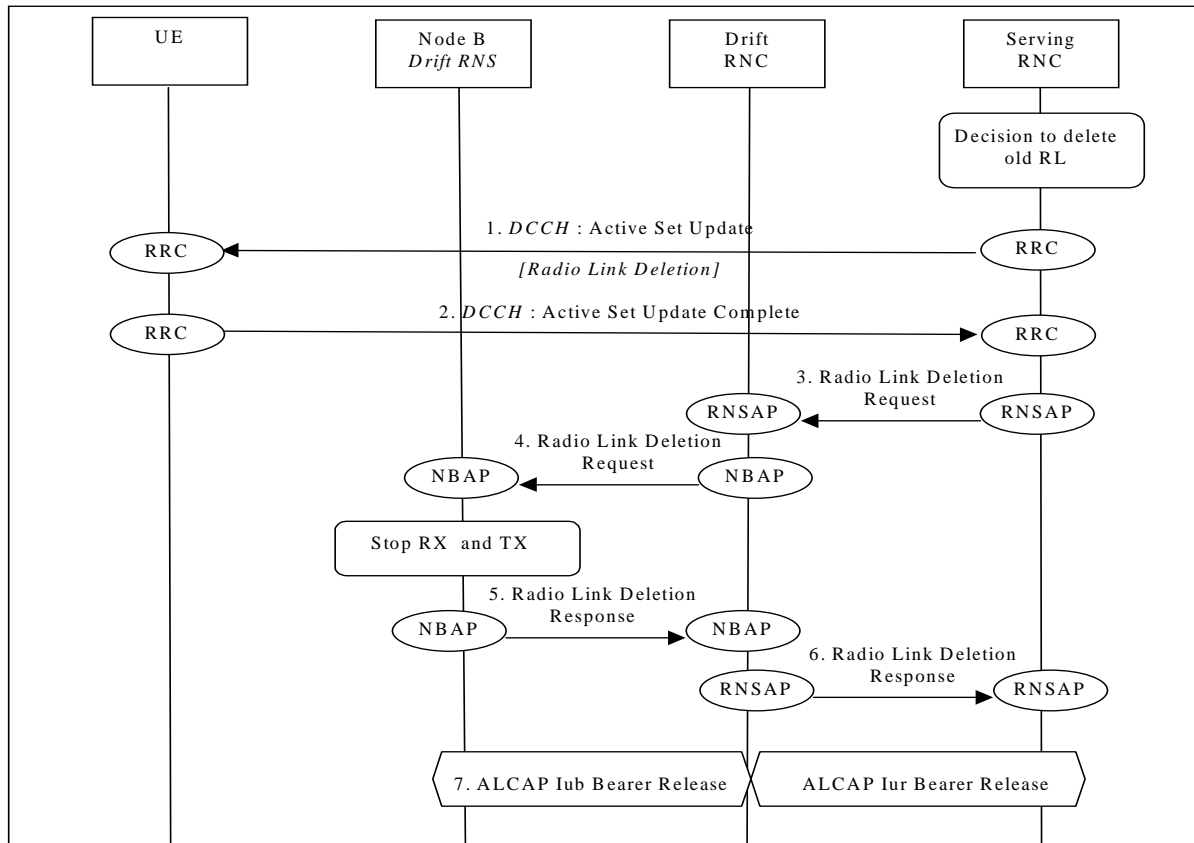 UE
Node B
Drift RNS
Drift
RNC
Serving
RNC
Decision to delete
old RL
1. DCCH : Active Set Update
RRC
RRC
[Radio Link Deletion]
2. DCCH : Active Set Update Complete
RRC
RRC
3. Radio Link Deletion
Request
RNSAP
RNSAP
4. Radio Link Deletion
Request
NBAP
NBAP
Stop RX and TX
5. Radio Link Deletion
Response
NBAP
NBAP
6. Radio Link Deletion
Response
RNSAP
RNSAP
7. ALCAP Iub Bearer Release
ALCAP Iur Bearer Release